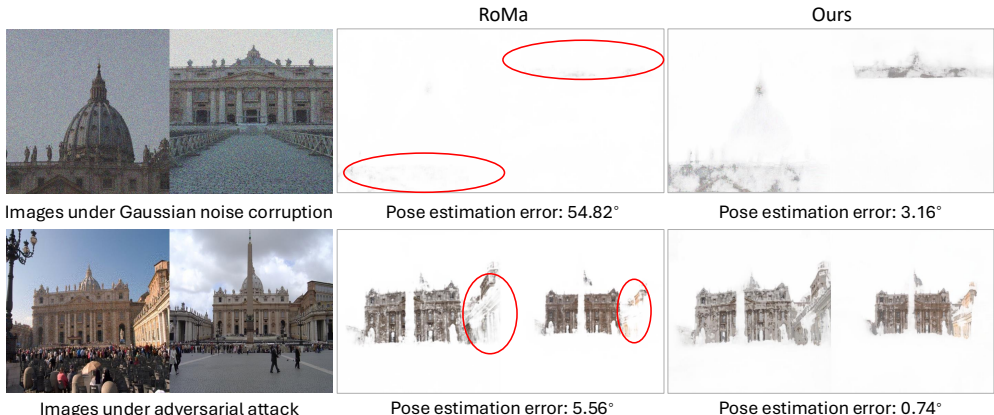 RoMa
Ours
Images under Gaussian noise corruption
Pose estimation error: 54.82°
Pose estimation error: 3.16°
Images under adversarial attack
Pose estimation error: 5.56°
Pose estimation error: 0.74°